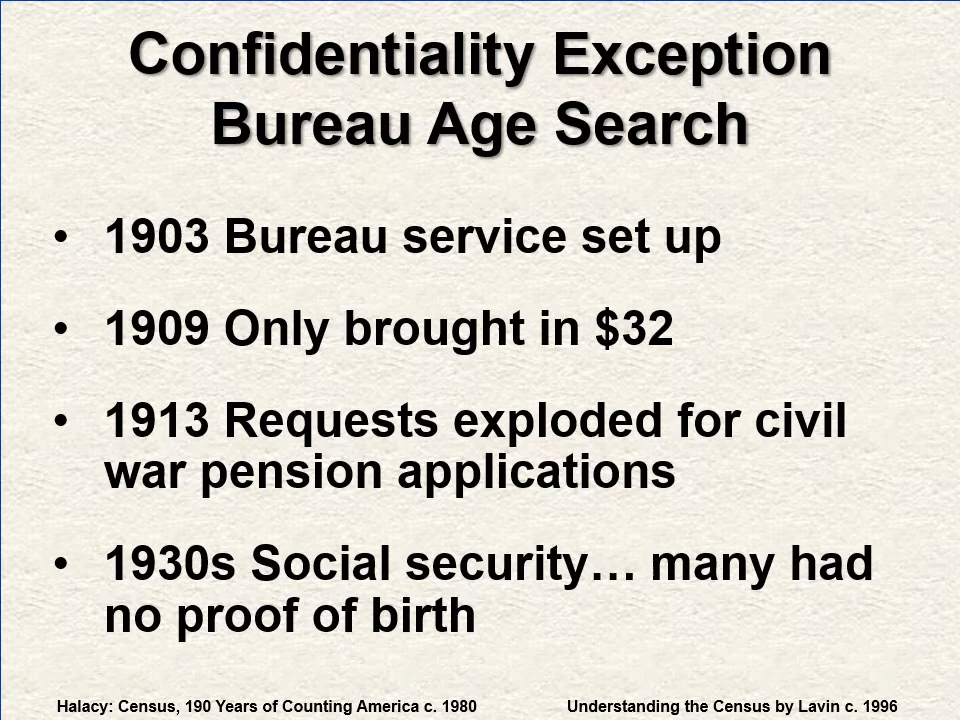 Confidentiality Exception
Bureau Age Search
• 1903 Bureau service set up
• 1909 Only brought in $32
• 1913 Requests exploded for civil
war pension applications
• 1930s Social security… many had
no proof of birth
Halacy: Census, 190 Years of Counting America c. 1980 Understanding the Census by Lavin c. 1996